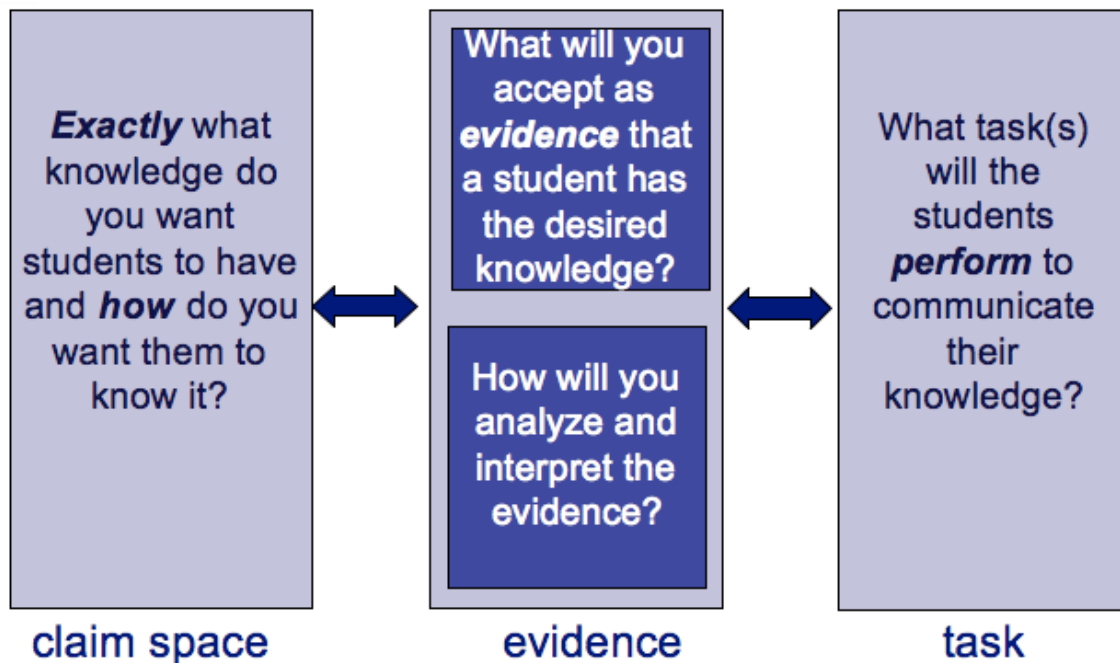 Exactly what
knowledge do
you want
students to have
and how do you
want them to
know it?
What will you
accept as
evidence that
a student has
the desired
knowledge?
How will you
analyze and
interpret the
evidence?
What task(s)
will the
students
perform to
communicate
their
knowledge?
claim space
evidence
task